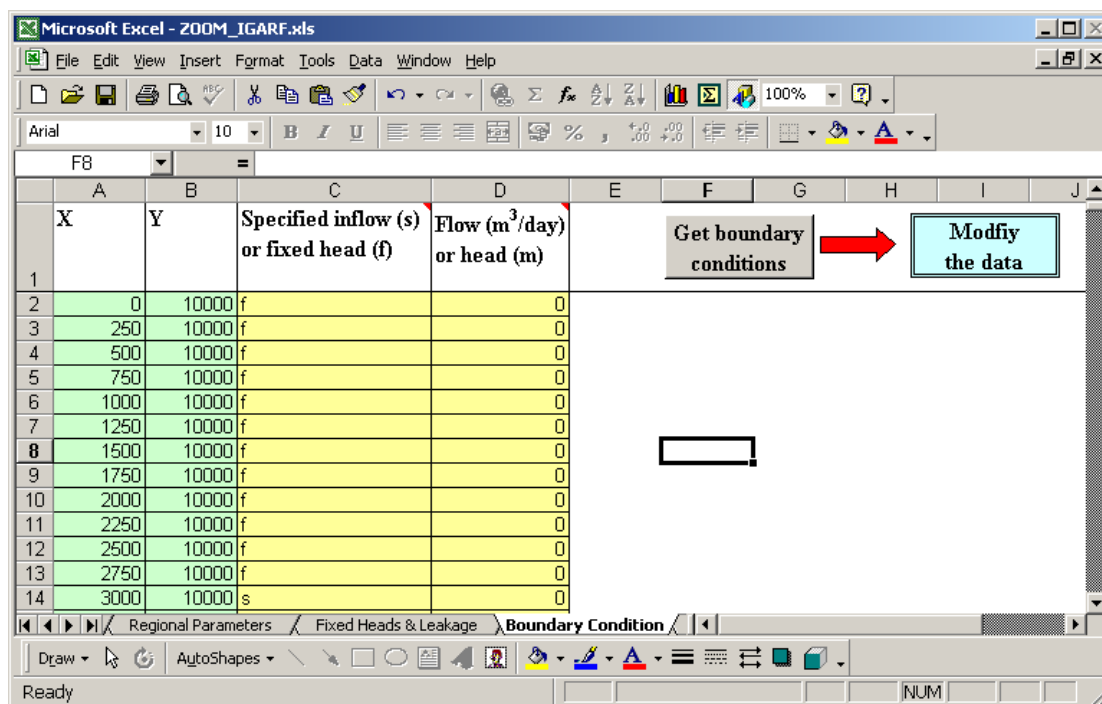 Microsoft Excel - ZOOM_IGARF.xls
File Edit View Insert Format Tools Data Window Help
ABC Σ fx A Z Z A Σ 100% ?
Arial 10 B I U % , A
F8 =
A B C D E F G H I J
X Y Specified inflow (s) Flow (m³/day) Get boundary Modfiy
or fixed head (f) or head (m) conditions the data
1
2 0 10000 f 0
3 250 10000 f 0
4 500 10000 f 0
5 750 10000 f 0
6 1000 10000 f 0
7 1250 10000 f 0
8 1500 10000 f 0
9 1750 10000 f 0
10 2000 10000 f 0
11 2250 10000 f 0
12 2500 10000 f 0
13 2750 10000 f 0
14 3000 10000 s 0
Regional Parameters Fixed Heads & Leakage Boundary Condition
Draw AutoShapes A A
Ready NUM